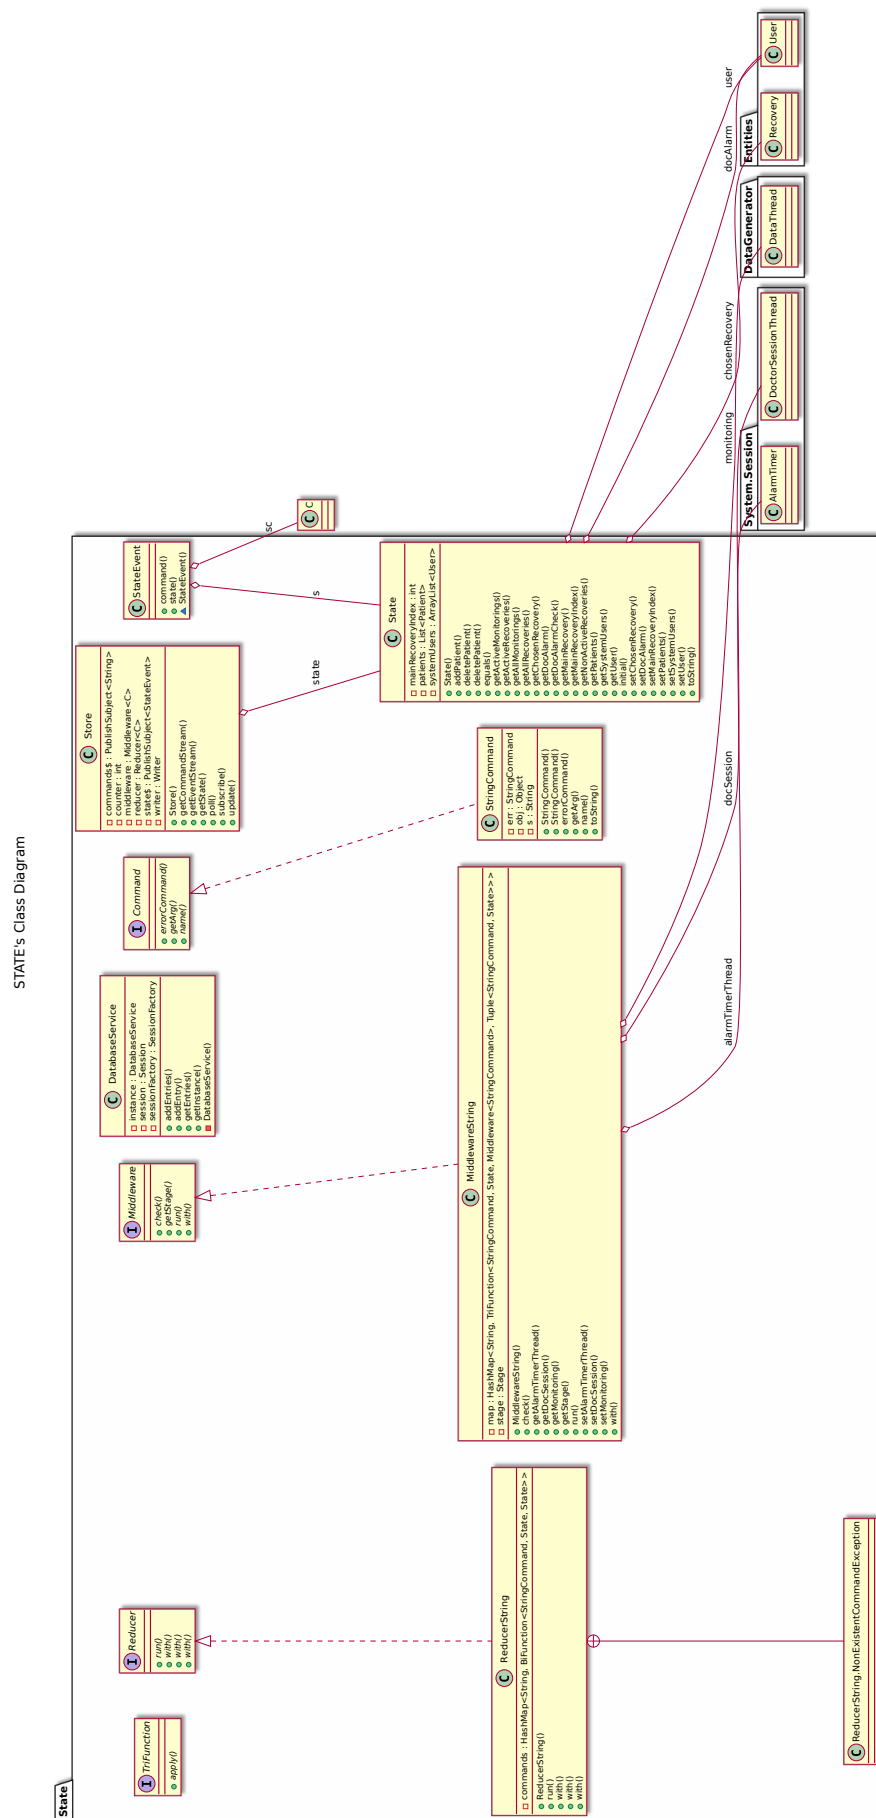 STATE's Class Diagram
State
TriFunction
apply()
Reducer
run()
with()
with()
with()
Middleware
check()
getStage()
run()
with()
DatabaseService
instance : DatabaseService
session : Session
sessionFactory : SessionFactory
addEntries()
addEntry()
getEntries()
getInstance()
DatabaseService()
Command
errorCommand()
getArg()
name()
Store
commands$ : PublishSubject<String>
counter : int
middleware : Middleware<C>
reducer : Reducer<C>
state$ : PublishSubject<StateEvent>
writer : Writer
Store()
getCommandStream()
getEventStream()
getState()
poll()
subscribe()
update()
StateEvent
command()
state()
StateEvent()
ReducerString
commands : HashMap<String, BiFunction<StringCommand, State, State>>
ReducerString()
run()
with()
with()
with()
MiddlewareString
map : HashMap<String, TriFunction<StringCommand, State, Middleware<StringCommand>, Tuple<StringCommand, State>>>
stage : Stage
MiddlewareString()
check()
getAlarmTimerThread()
getDocSession()
getMonitoring()
getStage()
run()
setAlarmTimerThread()
setDocSession()
setMonitoring()
with()
StringCommand
err : StringCommand
obj : Object
s : String
StringCommand()
StringCommand()
errorCommand()
getArg()
name()
toString()
State
mainRecoveryIndex : int
patients : List<Patient>
systemUsers : ArrayList<User>
State()
addPatient()
deletePatient()
deletePatient()
equals()
getActiveMonitorings()
getActiveRecoveries()
getAllMonitorings()
getAllRecoveries()
getChosenRecovery()
getDocAlarm()
getDocAlarmCheck()
getMainRecovery()
getMainRecoveryIndex()
getNonActiveRecoveries()
getPatients()
getSystemUsers()
getUser()
initial()
setChosenRecovery()
setDocAlarm()
setMainRecoveryIndex()
setPatients()
setSystemUsers()
setUser()
toString()
C
ReducerString.NonExistentCommandException
System.Session
AlarmTimer
DoctorSessionThread
DataGenerator
DataThread
Entities
Recovery
User
state
s
sc
alarmTimerThread
docSession
monitoring
chosenRecovery
docAlarm
user